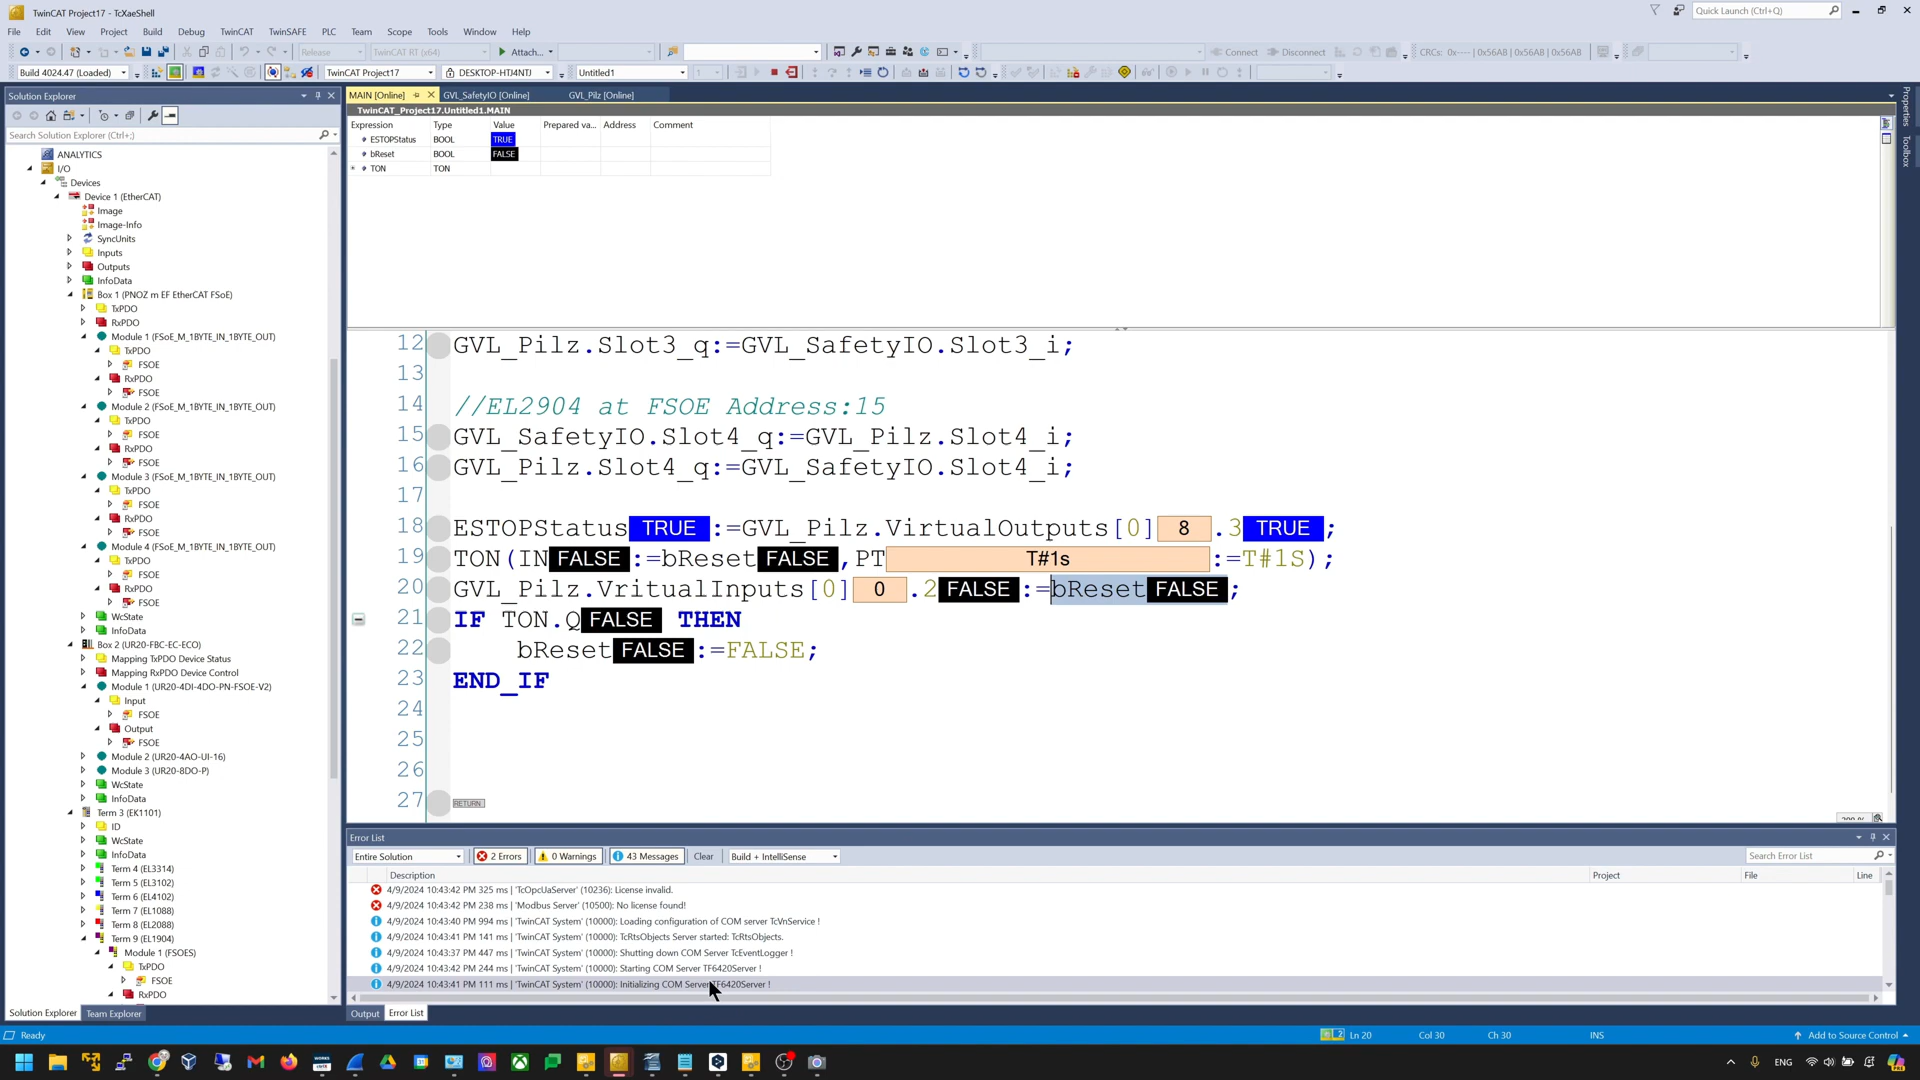 TwinCAT Project17 - TcXaeShell
Quick Launch (Ctrl+Q)
File Edit View Project Build Debug TwinCAT TwinSAFE PLC Team Scope Tools Window Help
Release TwinCAT RT (x64) Attach... Connect Disconnect CRCs: 0x---- | 0x56AB | 0x56AB | 0x56AB
Build 4024.47 (Loaded) TwinCAT Project17 DESKTOP-HTJ4NTJ Untitled1
Solution Explorer
Search Solution Explorer (Ctrl+;)
ANALYTICS
I/O
Devices
Device 1 (EtherCAT)
Image
Image-Info
SyncUnits
Inputs
Outputs
InfoData
Box 1 (PNOZ m EF EtherCAT FSoE)
TxPDO
RxPDO
Module 1 (FSoE_M_1BYTE_IN_1BYTE_OUT)
TxPDO
FSOE
RxPDO
FSOE
Module 2 (FSoE_M_1BYTE_IN_1BYTE_OUT)
TxPDO
FSOE
RxPDO
FSOE
Module 3 (FSoE_M_1BYTE_IN_1BYTE_OUT)
TxPDO
FSOE
RxPDO
FSOE
Module 4 (FSoE_M_1BYTE_IN_1BYTE_OUT)
TxPDO
FSOE
RxPDO
FSOE
WcState
InfoData
Box 2 (UR20-FBC-EC-ECO)
Mapping TxPDO Device Status
Mapping RxPDO Device Control
Module 1 (UR20-4DI-4DO-PN-FSOE-V2)
Input
FSOE
Output
FSOE
Module 2 (UR20-4AO-UI-16)
Module 3 (UR20-8DO-P)
WcState
InfoData
Term 3 (EK1101)
ID
WcState
InfoData
Term 4 (EL3314)
Term 5 (EL3102)
Term 6 (EL4102)
Term 7 (EL1088)
Term 8 (EL2088)
Term 9 (EL1904)
Module 1 (FSOES)
TxPDO
FSOE
RxPDO
Solution Explorer Team Explorer
MAIN [Online] GVL_SafetyIO [Online] GVL_Pilz [Online]
TwinCAT_Project17.Untitled1.MAIN
Expression Type Value Prepared va... Address Comment
ESTOPStatus BOOL TRUE
bReset BOOL FALSE
TON TON
12 GVL_Pilz.Slot3_q:=GVL_SafetyIO.Slot3_i;
13
14 //EL2904 at FSOE Address:15
15 GVL_SafetyIO.Slot4_q:=GVL_Pilz.Slot4_i;
16 GVL_Pilz.Slot4_q:=GVL_SafetyIO.Slot4_i;
17
18 ESTOPStatus TRUE :=GVL_Pilz.VirtualOutputs[0] 8 .3 TRUE ;
19 TON(IN FALSE :=bReset FALSE ,PT T#1s :=T#1S);
20 GVL_Pilz.VritualInputs[0] 0 .2 FALSE :=bReset FALSE ;
21 IF TON.Q FALSE THEN
22 bReset FALSE :=FALSE;
23 END_IF
24
25
26
27 RETURN
Error List
Entire Solution 2 Errors 0 Warnings 43 Messages Clear Build + IntelliSense Search Error List
Description Project File Line
4/9/2024 10:43:42 PM 325 ms | 'TcOpcUaServer' (10236): License invalid.
4/9/2024 10:43:42 PM 238 ms | 'Modbus Server' (10500): No license found!
4/9/2024 10:43:40 PM 994 ms | 'TwinCAT System' (10000): Loading configuration of COM server TcVnService !
4/9/2024 10:43:41 PM 141 ms | 'TwinCAT System' (10000): TcRtsObjects Server started: TcRtsObjects.
4/9/2024 10:43:37 PM 447 ms | 'TwinCAT System' (10000): Shutting down COM Server TcEventLogger !
4/9/2024 10:43:42 PM 244 ms | 'TwinCAT System' (10000): Starting COM Server TF6420Server !
4/9/2024 10:43:41 PM 111 ms | 'TwinCAT System' (10000): Initializing COM Server TF6420Server !
Output Error List
Properties
Toolbox
Ready 2 Ln 20 Col 30 Ch 30 INS Add to Source Control
ENG